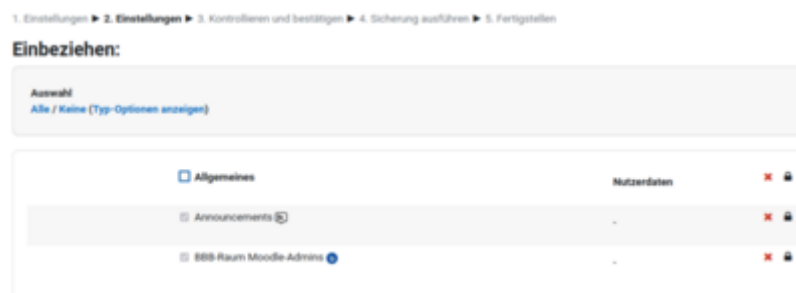 1. Einstellungen ► 2. Einstellungen ► 3. Kontrollieren und bestätigen ► 4. Sicherung ausführen ► 5. Fertigstellen
Einbeziehen:
Auswahl
Alle / Keine (Typ-Optionen anzeigen)
Allgemeines
Nutzerdaten
Announcements
-
BBB-Raum Moodle-Admins
-